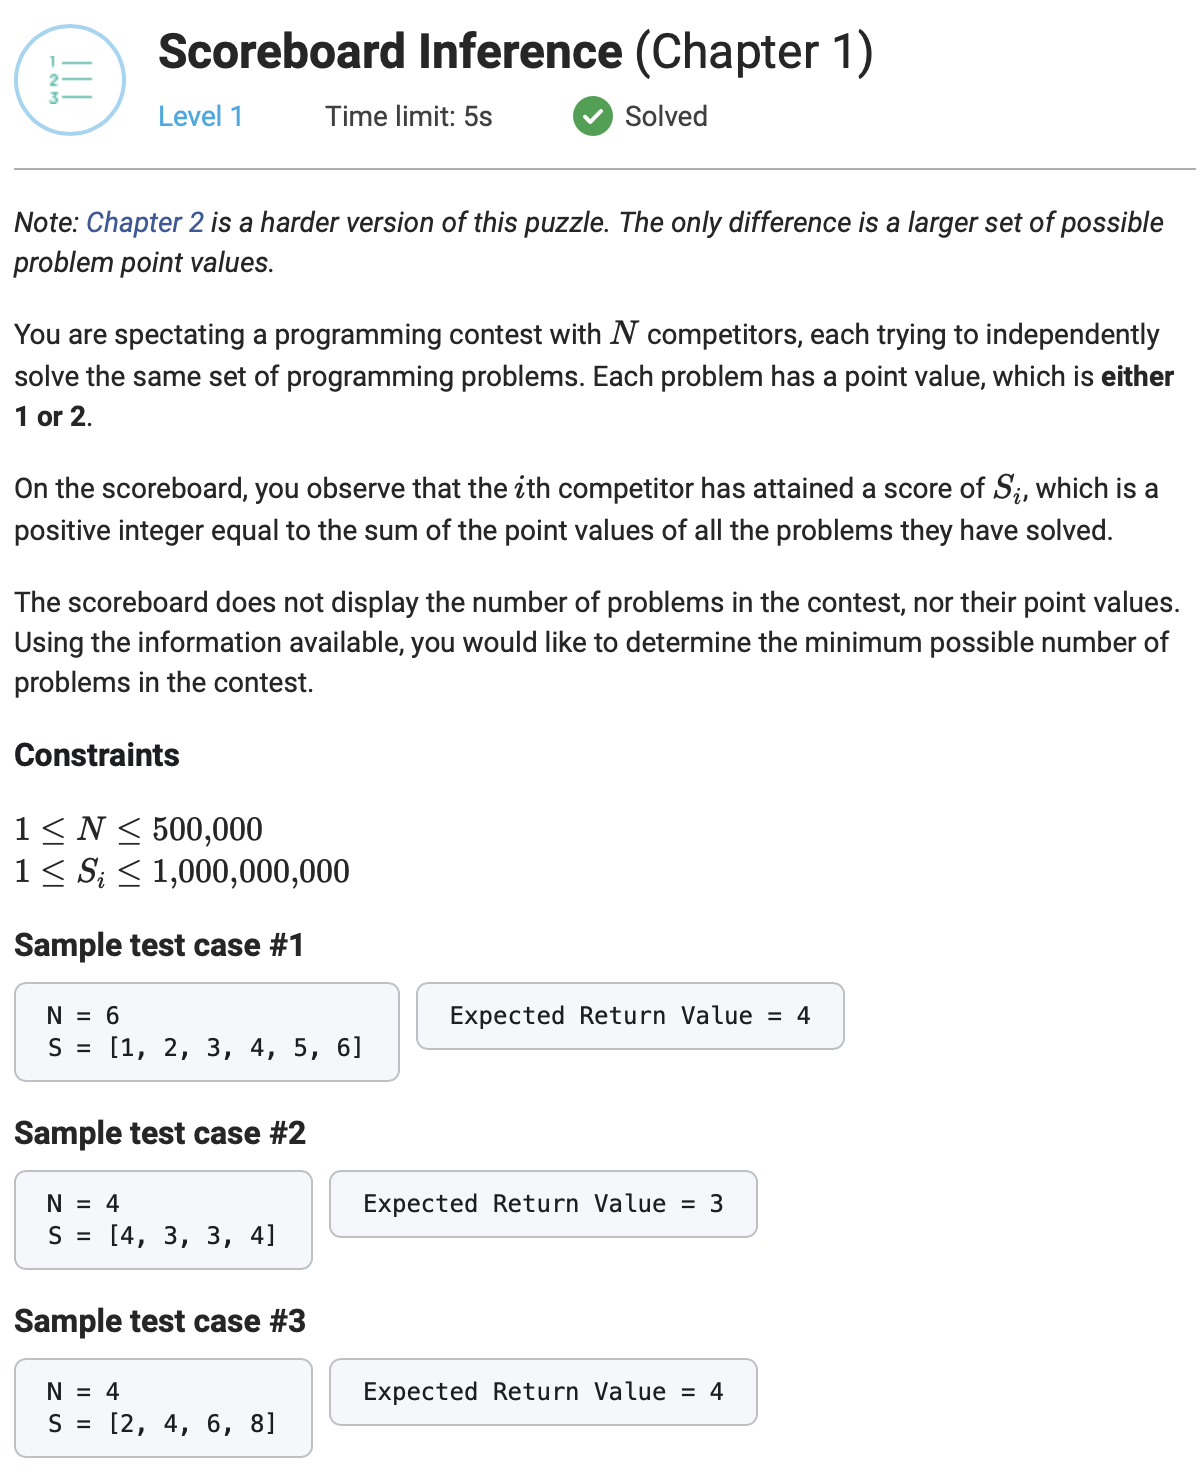 1
2
3
Scoreboard Inference (Chapter 1)
Level 1 Time limit: 5s Solved
Note: Chapter 2 is a harder version of this puzzle. The only difference is a larger set of possible
problem point values.
You are spectating a programming contest with N competitors, each trying to independently
solve the same set of programming problems. Each problem has a point value, which is either
1 or 2.
On the scoreboard, you observe that the ith competitor has attained a score of Sᵢ, which is a
positive integer equal to the sum of the point values of all the problems they have solved.
The scoreboard does not display the number of problems in the contest, nor their point values.
Using the information available, you would like to determine the minimum possible number of
problems in the contest.
Constraints
1 ≤ N ≤ 500,000
1 ≤ Sᵢ ≤ 1,000,000,000
Sample test case #1
N = 6
S = [1, 2, 3, 4, 5, 6]
Expected Return Value = 4
Sample test case #2
N = 4
S = [4, 3, 3, 4]
Expected Return Value = 3
Sample test case #3
N = 4
S = [2, 4, 6, 8]
Expected Return Value = 4